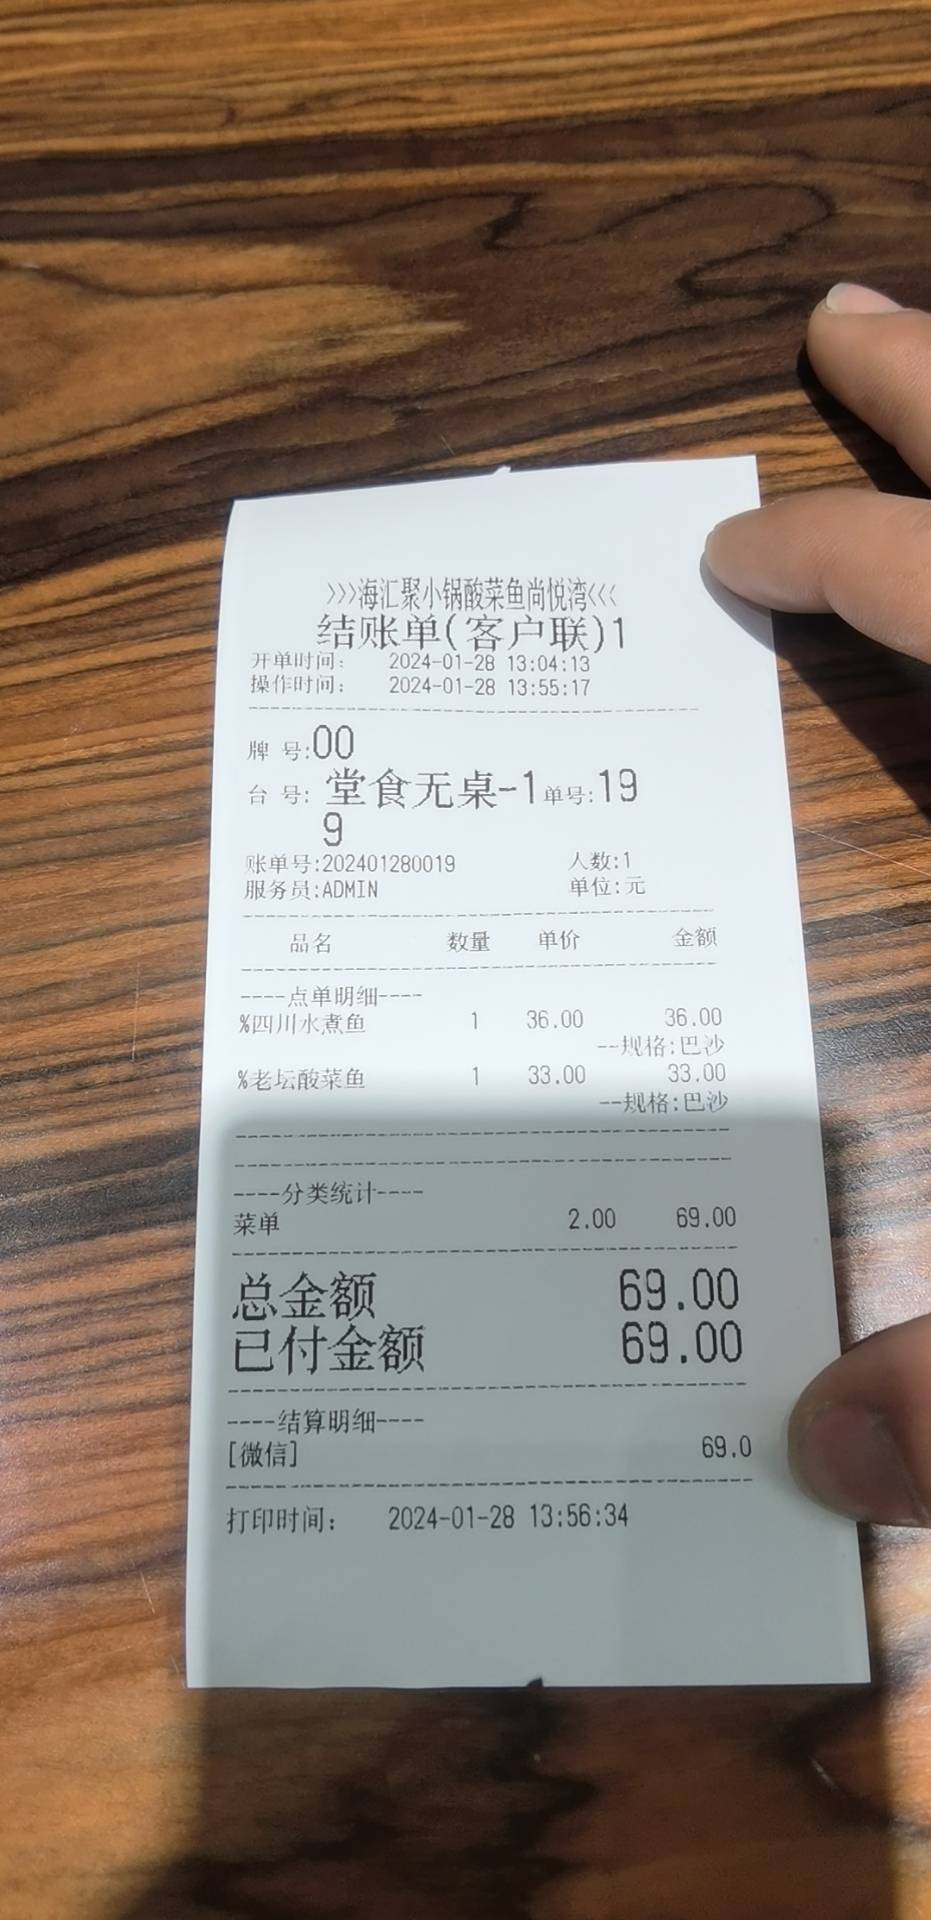 >>>海汇聚小锅酸菜鱼尚悦湾<<<
结账单(客户联)1
开单时间: 2024-01-28 13:04:13
操作时间: 2024-01-28 13:55:17
牌 号:00
台 号: 堂食无桌-1 单号:19
9
账单号:202401280019 人数:1
服务员:ADMIN 单位:元
品名 数量 单价 金额
----点单明细----
%四川水煮鱼 1 36.00 36.00
--规格:巴沙
%老坛酸菜鱼 1 33.00 33.00
--规格:巴沙
----分类统计----
菜单 2.00 69.00
总金额 69.00
已付金额 69.00
----结算明细----
[微信] 69.0
打印时间: 2024-01-28 13:56:34